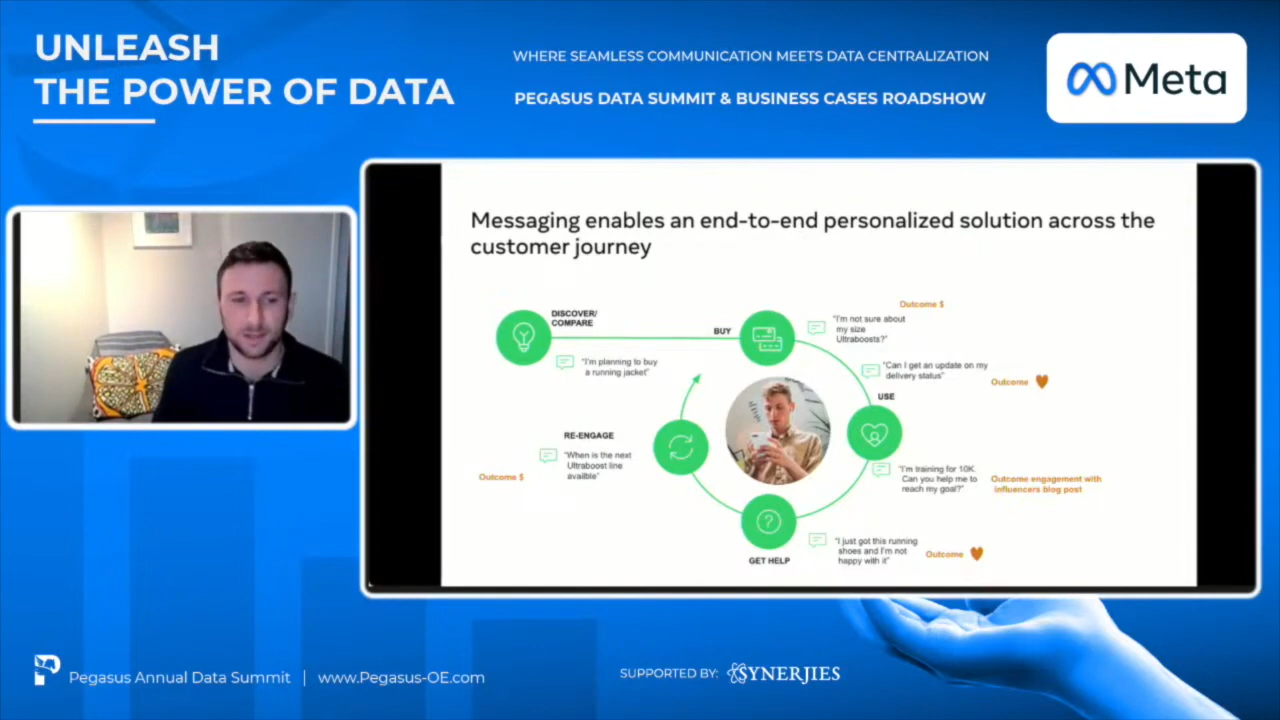 UNLEASH
THE POWER OF DATA
WHERE SEAMLESS COMMUNICATION MEETS DATA CENTRALIZATION
PEGASUS DATA SUMMIT & BUSINESS CASES ROADSHOW
Meta
Messaging enables an end-to-end personalized solution across the
customer journey
DISCOVER/
COMPARE
"I'm planning to buy
a running jacket"
BUY
Outcome $
"I'm not sure about
my size
Ultraboosts?"
"Can I get an update on my
delivery status"
Outcome
USE
"I'm training for 10K.
Can you help me to
reach my goal?"
Outcome engagement with
influencers blog post
"I just got this running
shoes and I'm not
happy with it"
Outcome
GET HELP
RE-ENGAGE
"When is the next
Ultraboost line
availble"
Outcome $
Pegasus Annual Data Summit | www.Pegasus-OE.com
SUPPORTED BY: SYNERJIES